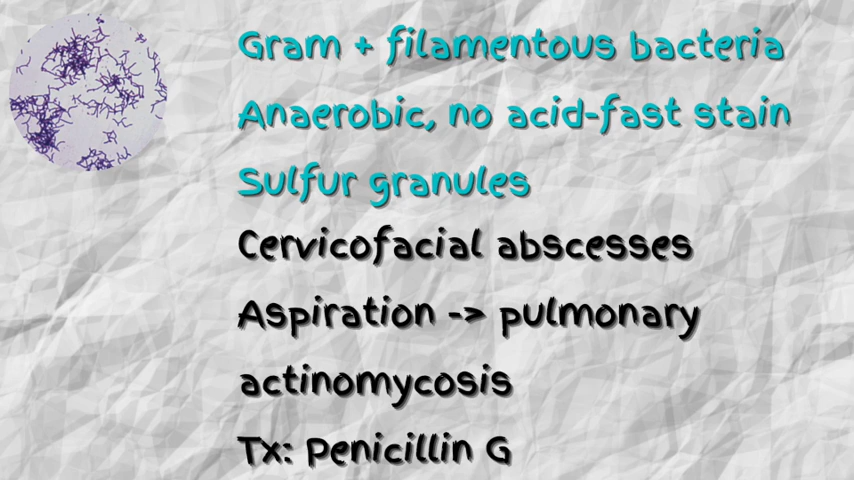 Gram + filamentous bacteria
Anaerobic, no acid-fast stain
Sulfur granules
Cervicofacial abscesses
Aspiration -> pulmonary
actinomycosis
Tx: Penicillin G